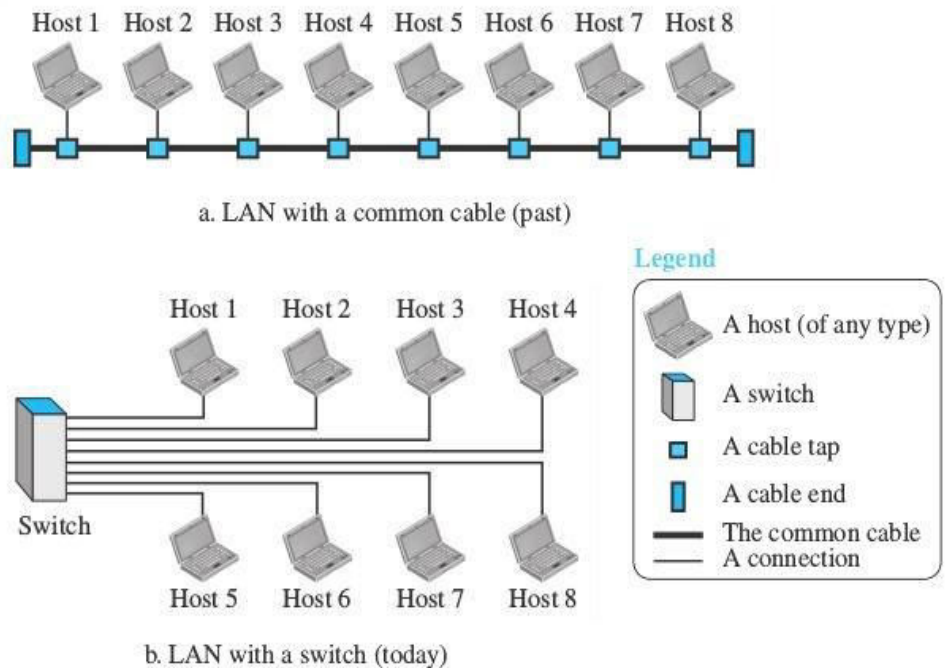 Host 1 Host 2 Host 3 Host 4 Host 5 Host 6 Host 7 Host 8
a. LAN with a common cable (past)
Host 1 Host 2 Host 3 Host 4
Switch
Host 5 Host 6 Host 7 Host 8
b. LAN with a switch (today)
Legend
A host (of any type)
A switch
A cable tap
A cable end
The common cable
A connection